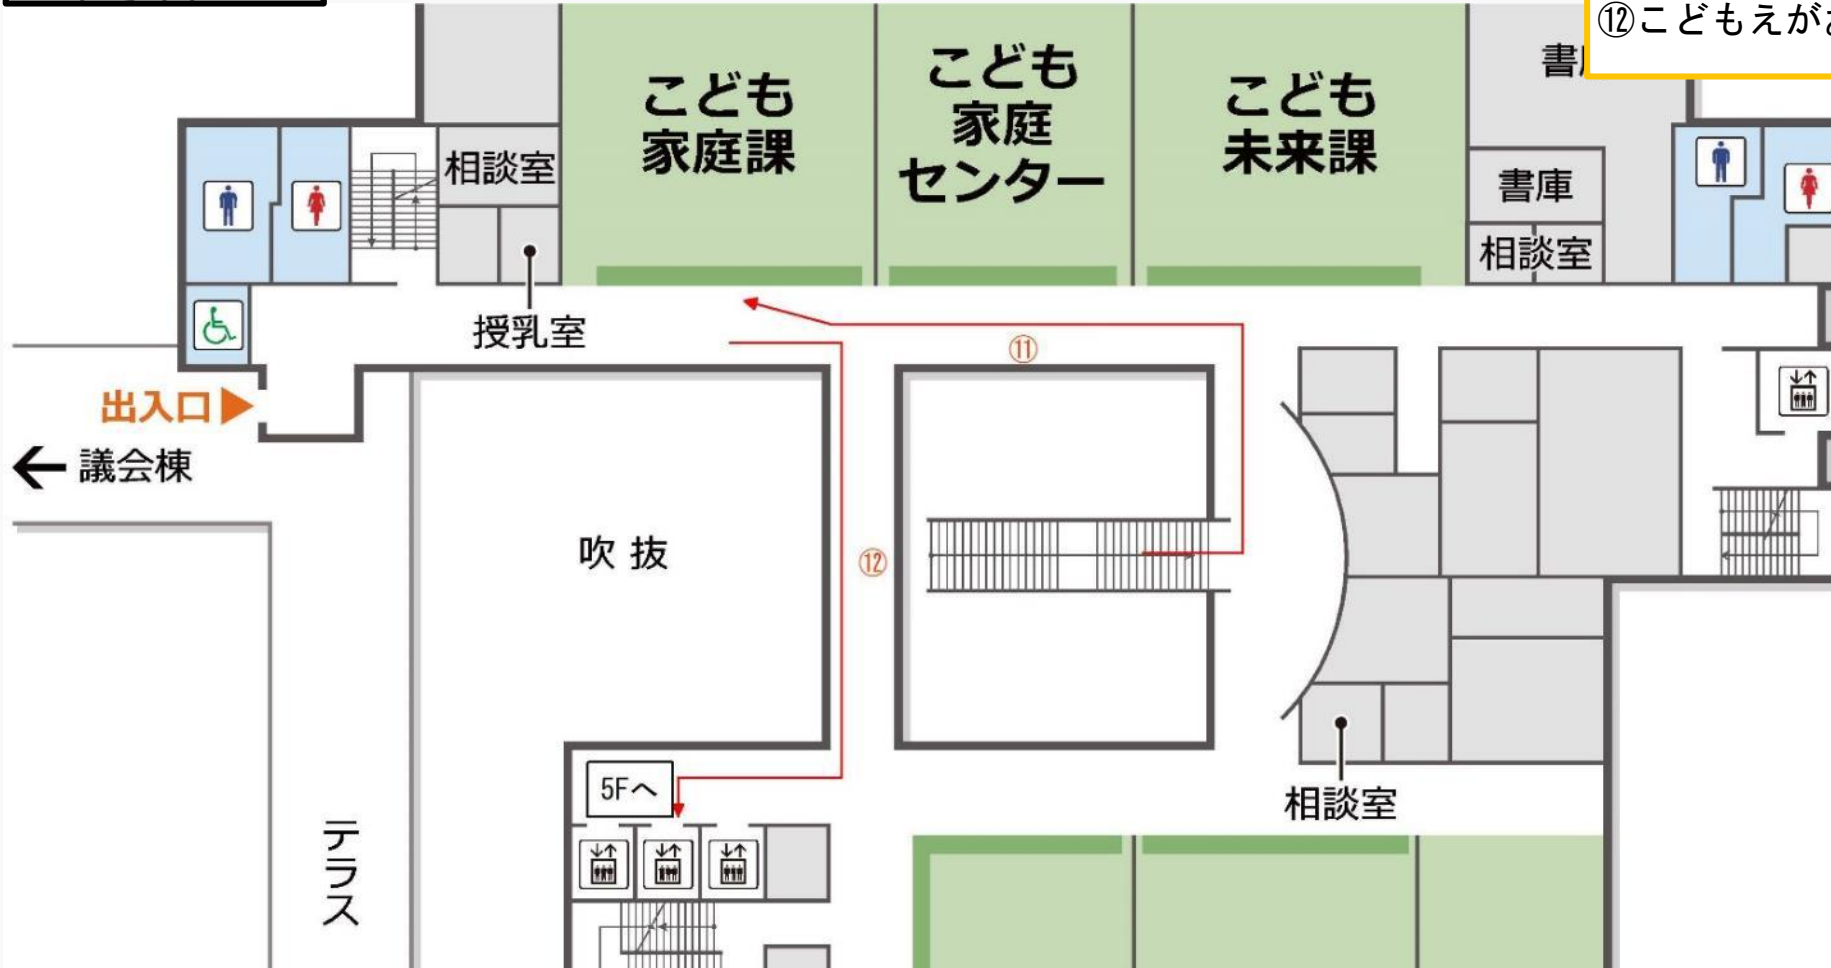 ⑫こどもえが
こども
家庭課
こども
家庭
センター
こども
未来課
書
相談室
書庫
相談室
授乳室
⑪
出入口
議会棟
吹 抜
⑫
5Fへ
相談室
テラス